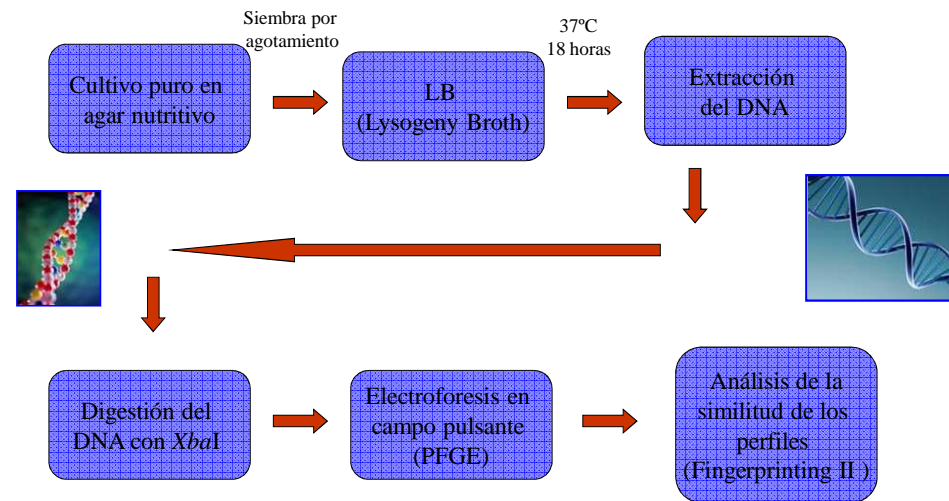 Siembra por
agotamiento
37ºC
18 horas
Cultivo puro en
agar nutritivo
LB
(Lysogeny Broth)
Extracción
del DNA
Digestión del
DNA con XbaI
Electroforesis en
campo pulsante
(PFGE)
Análisis de la
similitud de los
perfiles
(Fingerprinting II )